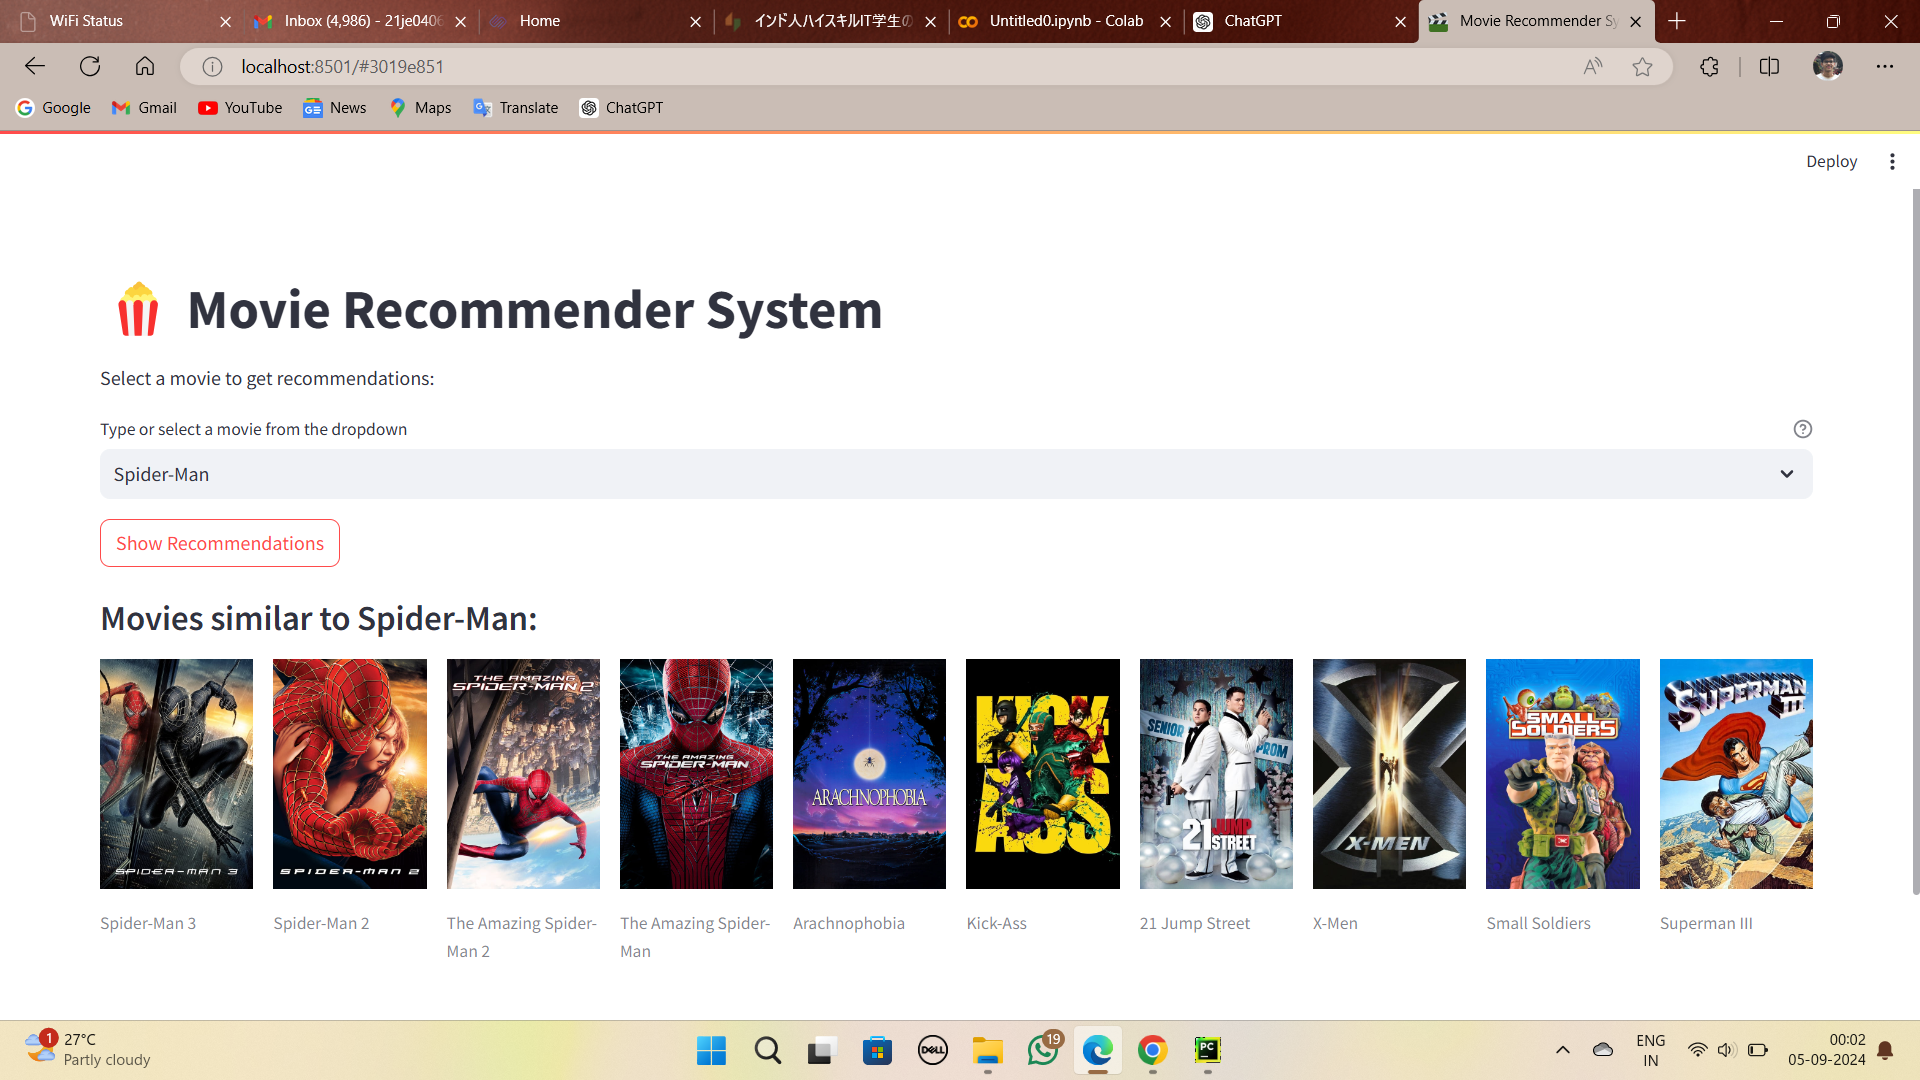 WiFi Status
Inbox (4,986) - 21je0406
Home
インド人ハイスキルIT学生の
Untitled0.ipynb - Colab
ChatGPT
Movie Recommender Sy
localhost:8501/#3019e851
Google
Gmail
YouTube
News
Maps
Translate
ChatGPT
Deploy
Movie Recommender System
Select a movie to get recommendations:
Type or select a movie from the dropdown
Spider-Man
Show Recommendations
Movies similar to Spider-Man:
SPIDER-MAN 3
SPIDER-MAN 2
THE AMAZING
SPIDER-MAN 2
THE AMAZING
SPIDER-MAN
ARACHNOPHOBIA
KICK
ASS
SENIOR
PROM
21 JUMP
STREET
X-MEN
SMALL
SOLDIERS
SUPERMAN
III
Spider-Man 3
Spider-Man 2
The Amazing Spider-
Man 2
The Amazing Spider-
Man
Arachnophobia
Kick-Ass
21 Jump Street
X-Men
Small Soldiers
Superman III
1
27°C
Partly cloudy
DELL
19
PC
ENG
IN
00:02
05-09-2024